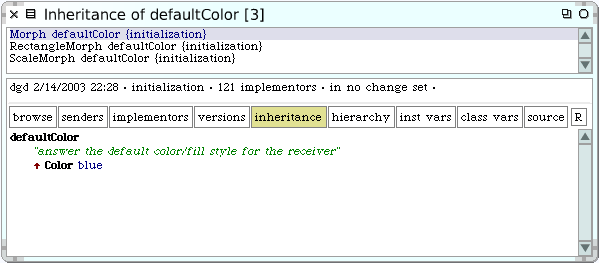 Inheritance of defaultColor [3]
Morph defaultColor {initialization}
RectangleMorph defaultColor {initialization}
ScaleMorph defaultColor {initialization}
dgd 2/14/2003 22:28 · initialization · 121 implementors · in no change set ·
browse senders implementors versions inheritance hierarchy inst vars class vars source R
defaultColor
"answer the default color/fill style for the receiver"
↑ Color blue